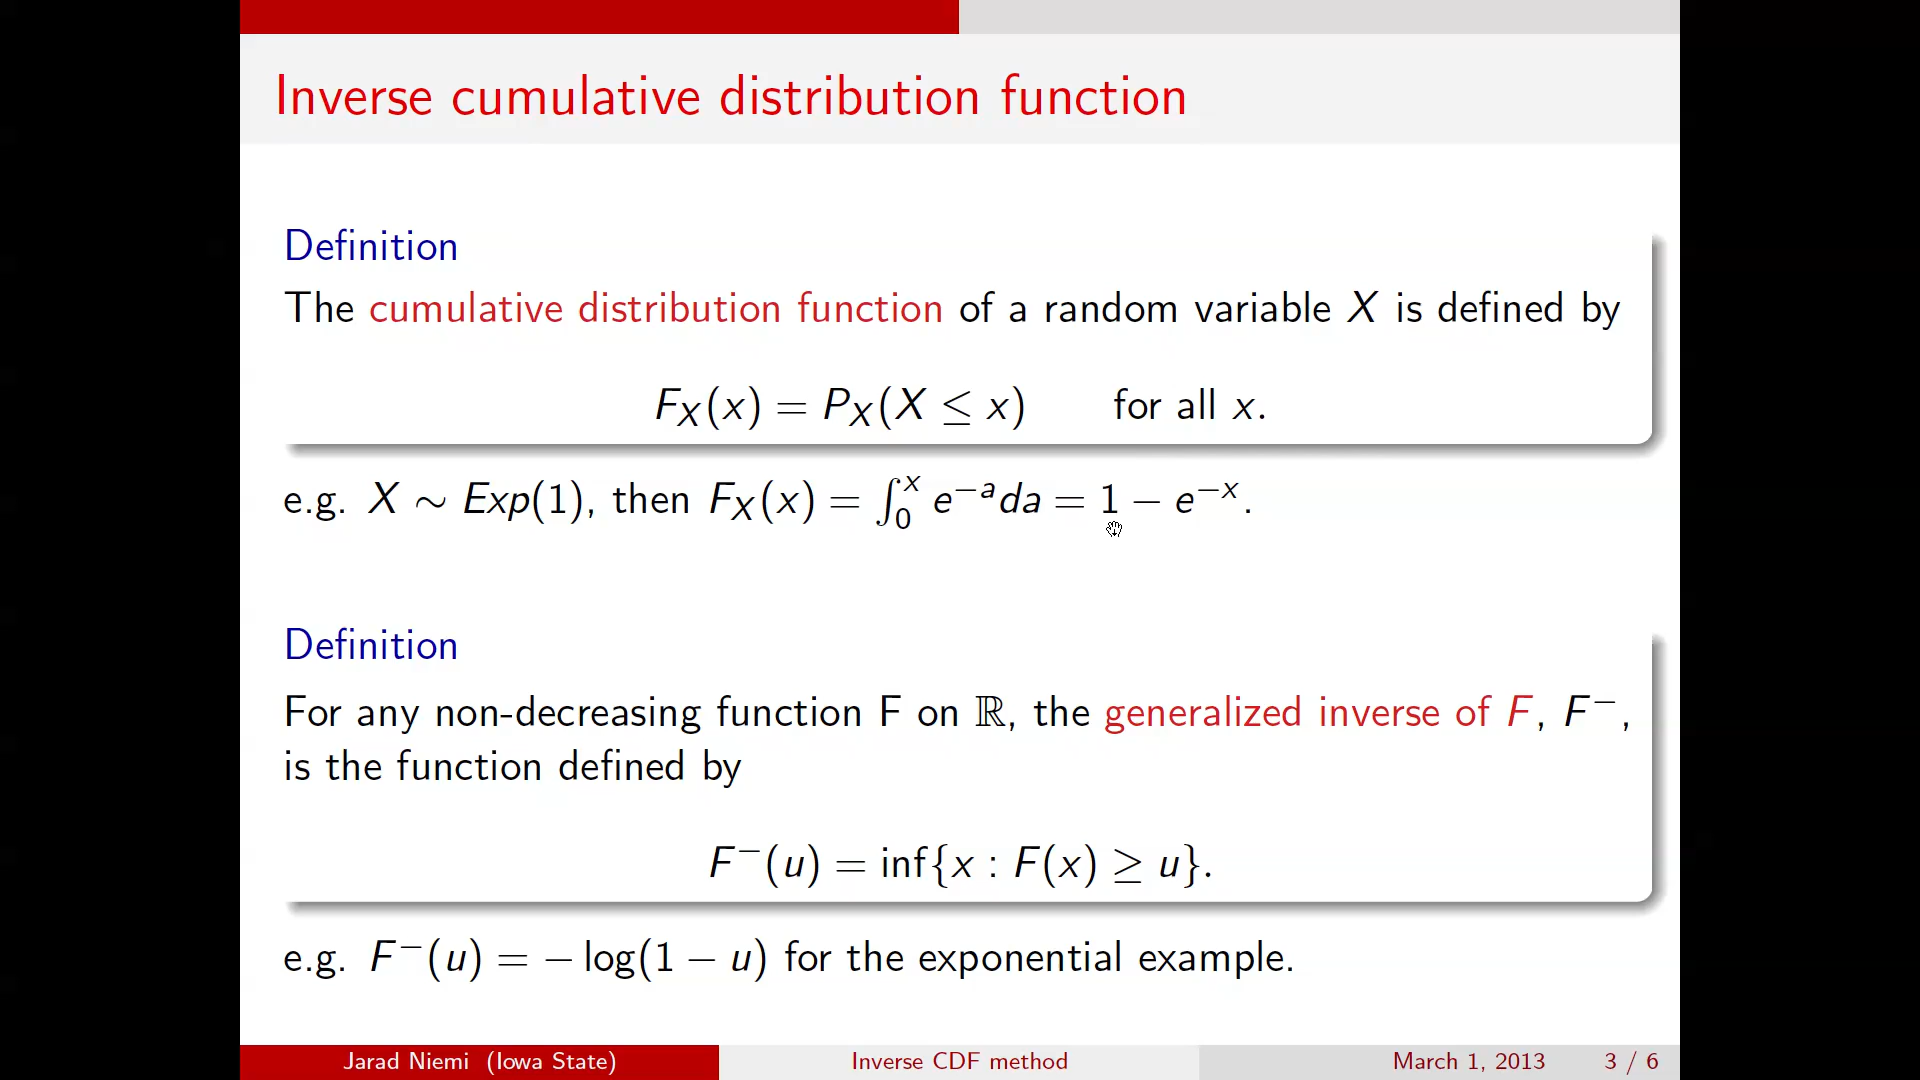 Inverse cumulative distribution function
Definition
The cumulative distribution function of a random variable X is defined by
F_X(x) = P_X(X ≤ x) for all x.
e.g. X ∼ Exp(1), then F_X(x) = ∫_0^x e^{−a}da = 1 − e^{−x}.
Definition
For any non-decreasing function F on ℝ, the generalized inverse of F, F^−,
is the function defined by
F^−(u) = inf{x : F(x) ≥ u}.
e.g. F^−(u) = − log(1 − u) for the exponential example.
Jarad Niemi (Iowa State) Inverse CDF method March 1, 2013 3 / 6